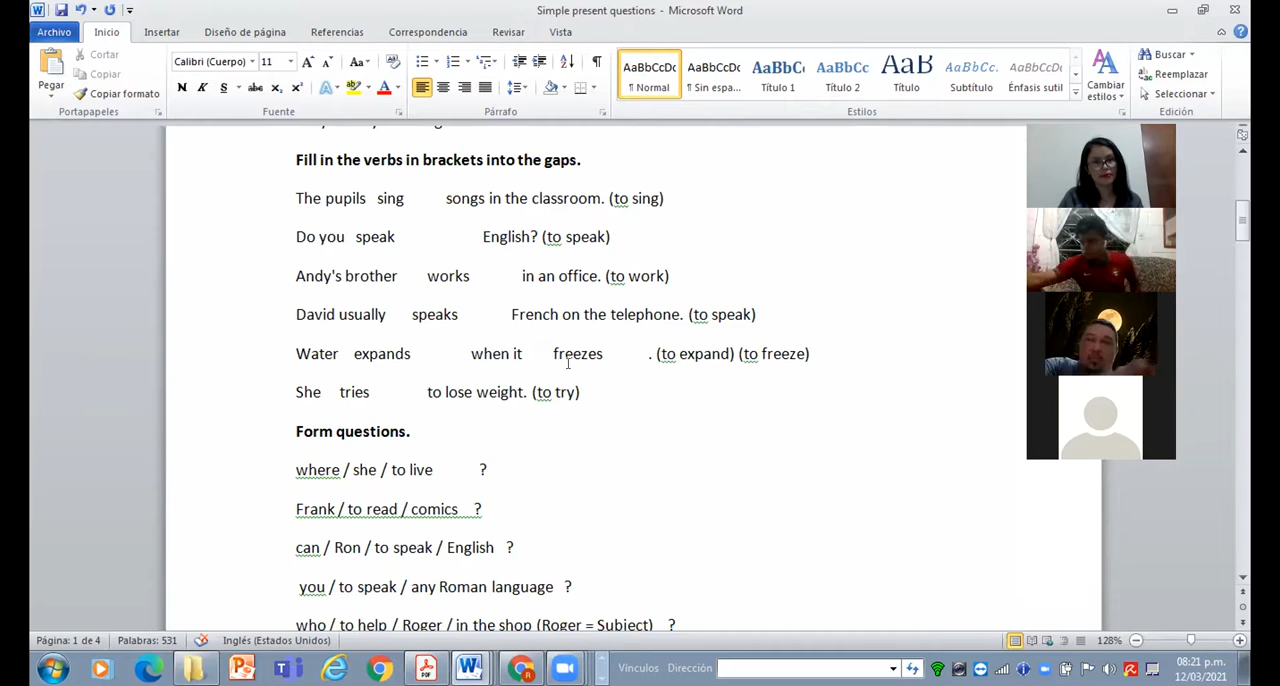 Simple present questions - Microsoft Word
Archivo Inicio Insertar Diseño de página Referencias Correspondencia Revisar Vista
Pegar
Cortar
Copiar
Copiar formato
Portapapeles
Calibri (Cuerpo) 11
N K S abc x₂ x²
Fuente
Párrafo
AaBbCcDc AaBbCcDc AaBbC AaBbCc AaB AaBbCc. AaBbCcDc
¶ Normal ¶ Sin espa... Título 1 Título 2 Título Subtítulo Énfasis sutil
Estilos
Cambiar
estilos
Buscar
Reemplazar
Seleccionar
Edición
Fill in the verbs in brackets into the gaps.
The pupils sing songs in the classroom. (to sing)
Do you speak English? (to speak)
Andy's brother works in an office. (to work)
David usually speaks French on the telephone. (to speak)
Water expands when it freezes . (to expand) (to freeze)
She tries to lose weight. (to try)
Form questions.
where / she / to live ?
Frank / to read / comics ?
can / Ron / to speak / English ?
you / to speak / any Roman language ?
who / to help / Roger / in the shop (Roger = Subject) ?
Página: 1 de 4 Palabras: 531 Inglés (Estados Unidos) 128%
Vínculos Dirección
08:21 p.m.
12/03/2021